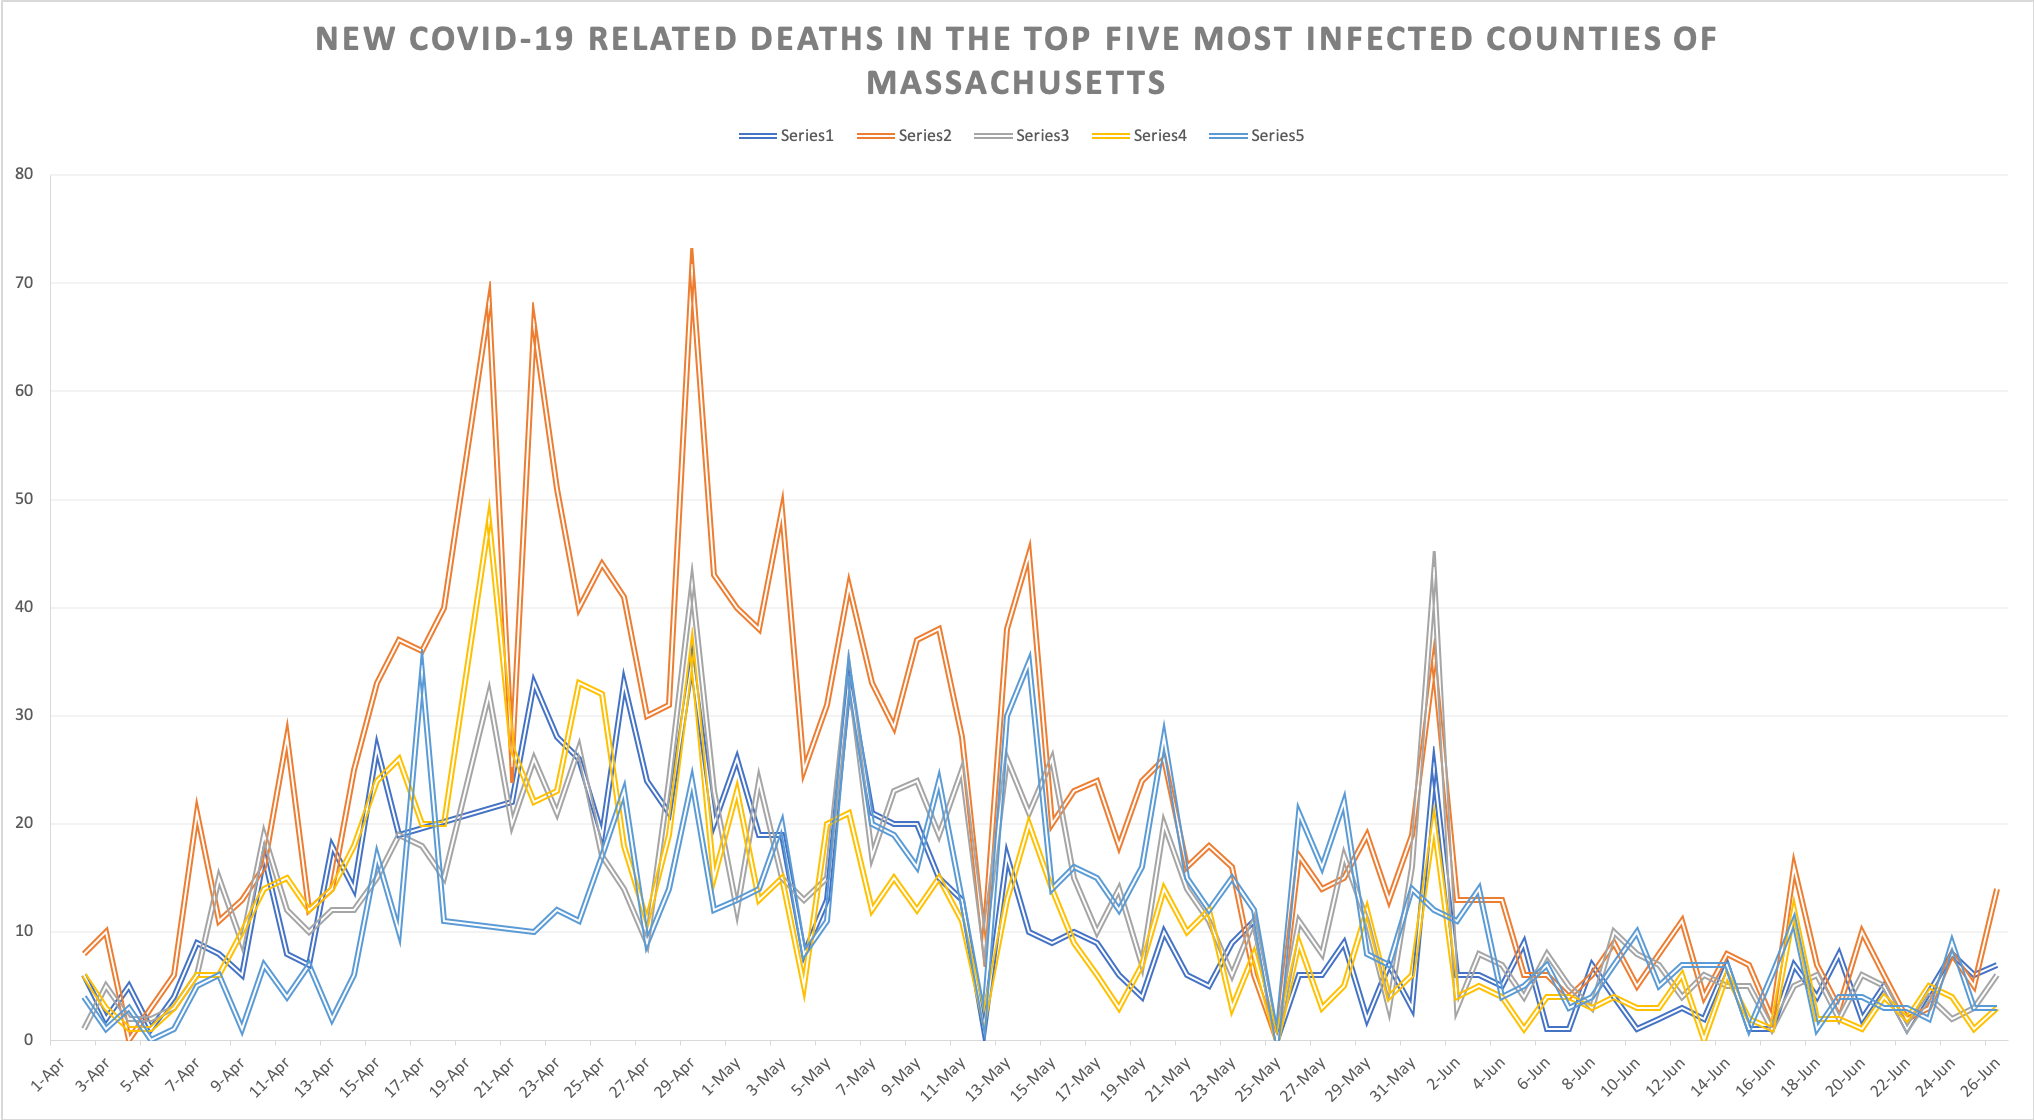 NEW COVID-19 RELATED DEATHS IN THE TOP FIVE MOST INFECTED COUNTIES OF
MASSACHUSETTS
Series1 Series2 Series3 Series4 Series5
80
70
60
50
40
30
20
10
0
1-Apr 3-Apr 5-Apr 7-Apr 9-Apr 11-Apr 13-Apr 15-Apr 17-Apr 19-Apr 21-Apr 23-Apr 25-Apr 27-Apr 29-Apr 1-May 3-May 5-May 7-May 9-May 11-May 13-May 15-May 17-May 19-May 21-May 23-May 25-May 27-May 29-May 31-May 2-Jun 4-Jun 6-Jun 8-Jun 10-Jun 12-Jun 14-Jun 16-Jun 18-Jun 20-Jun 22-Jun 24-Jun 26-Jun